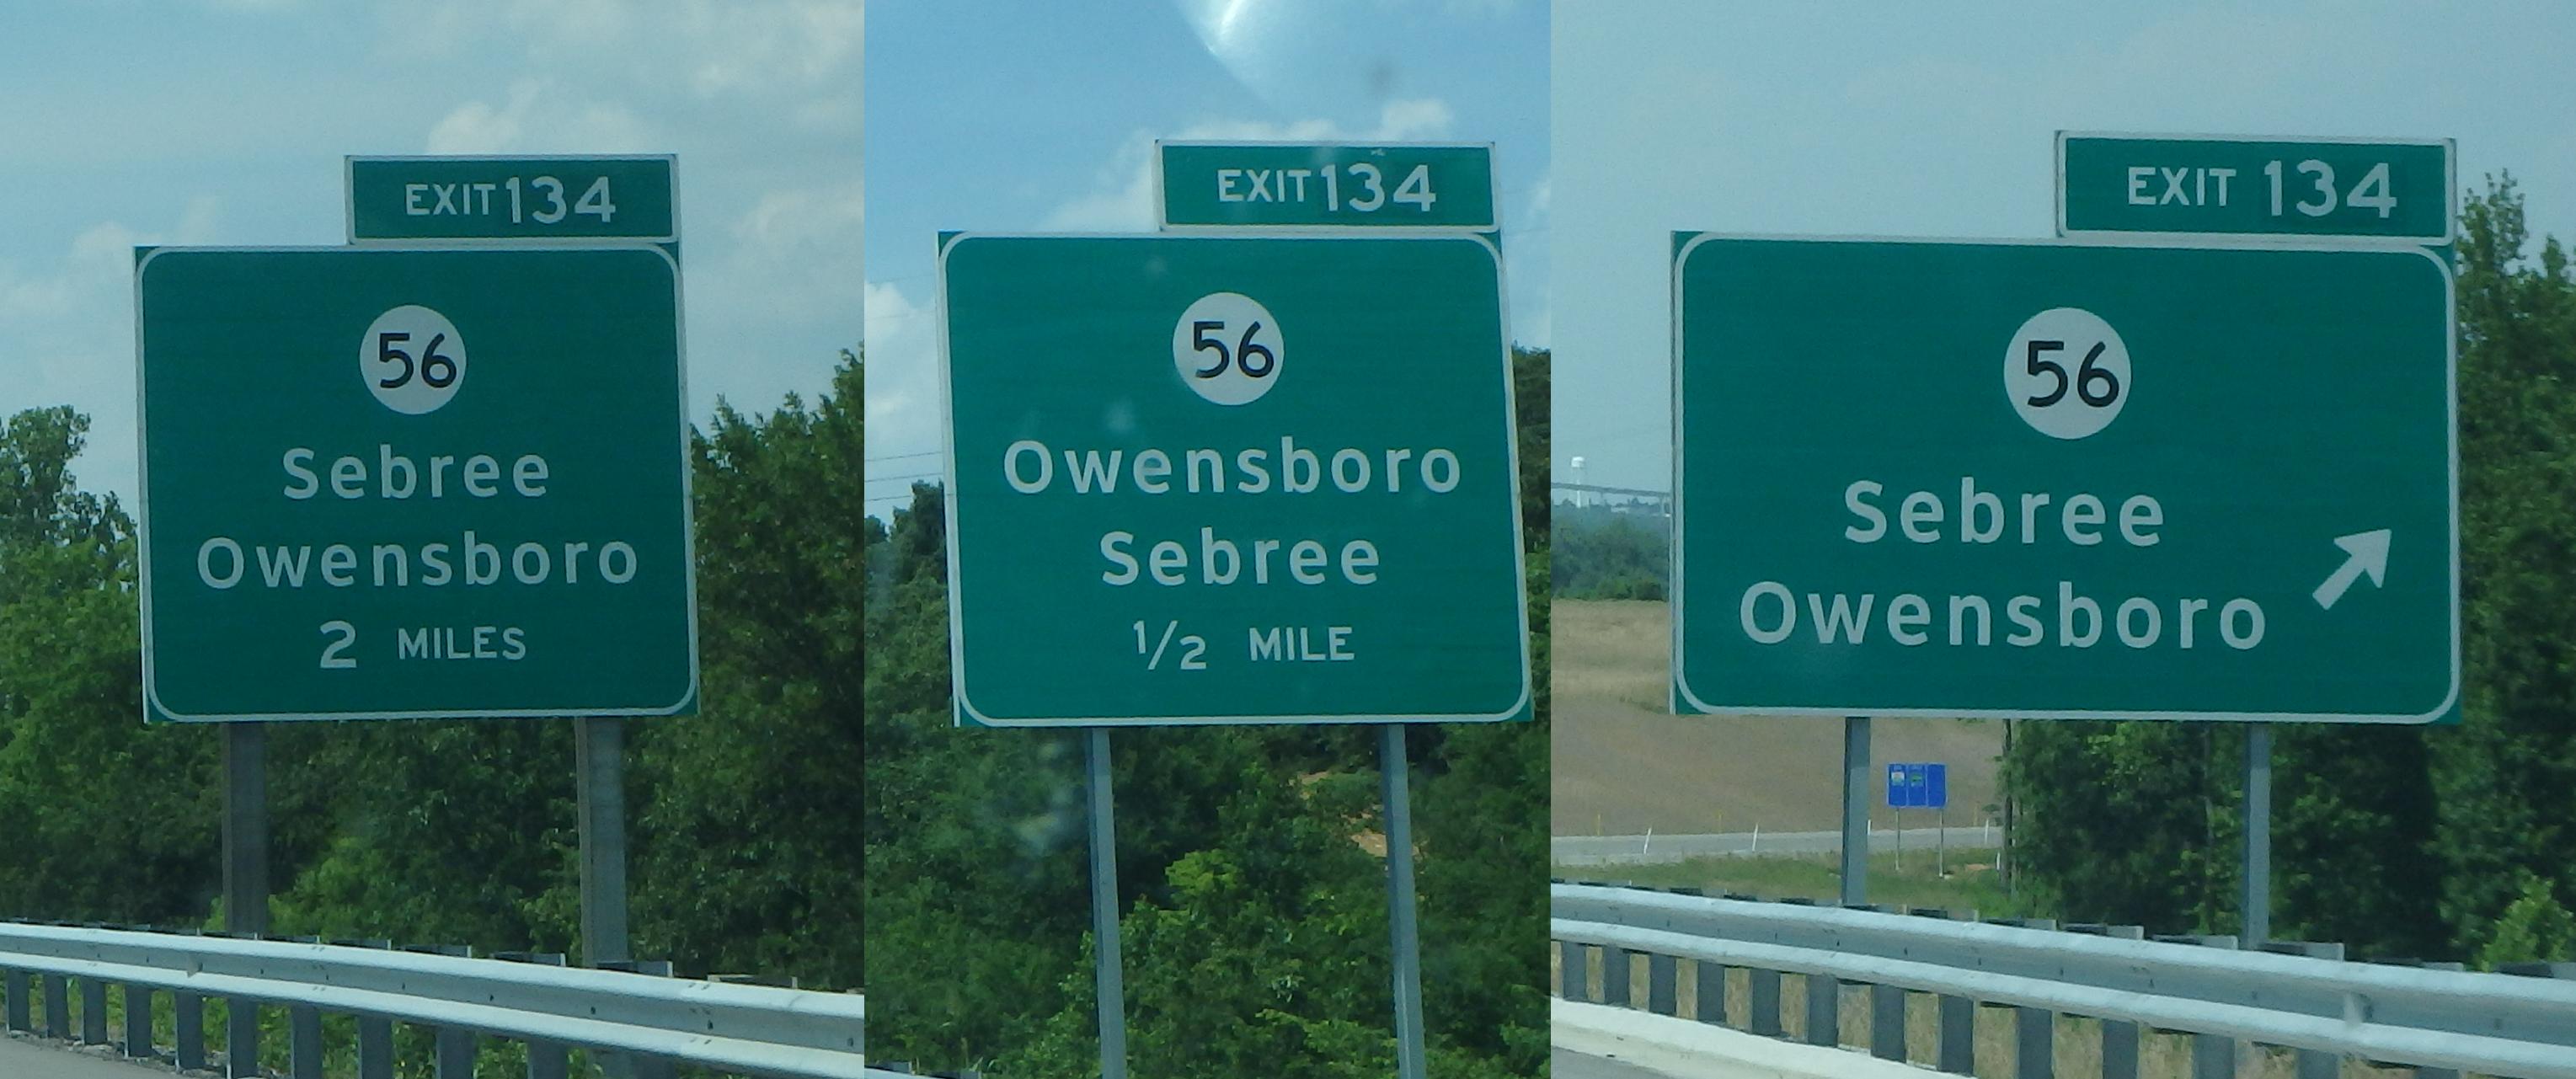 EXIT 134
56
Sebree
Owensboro
2 MILES
EXIT 134
56
Owensboro
Sebree
1/2 MILE
EXIT 134
56
Sebree
Owensboro